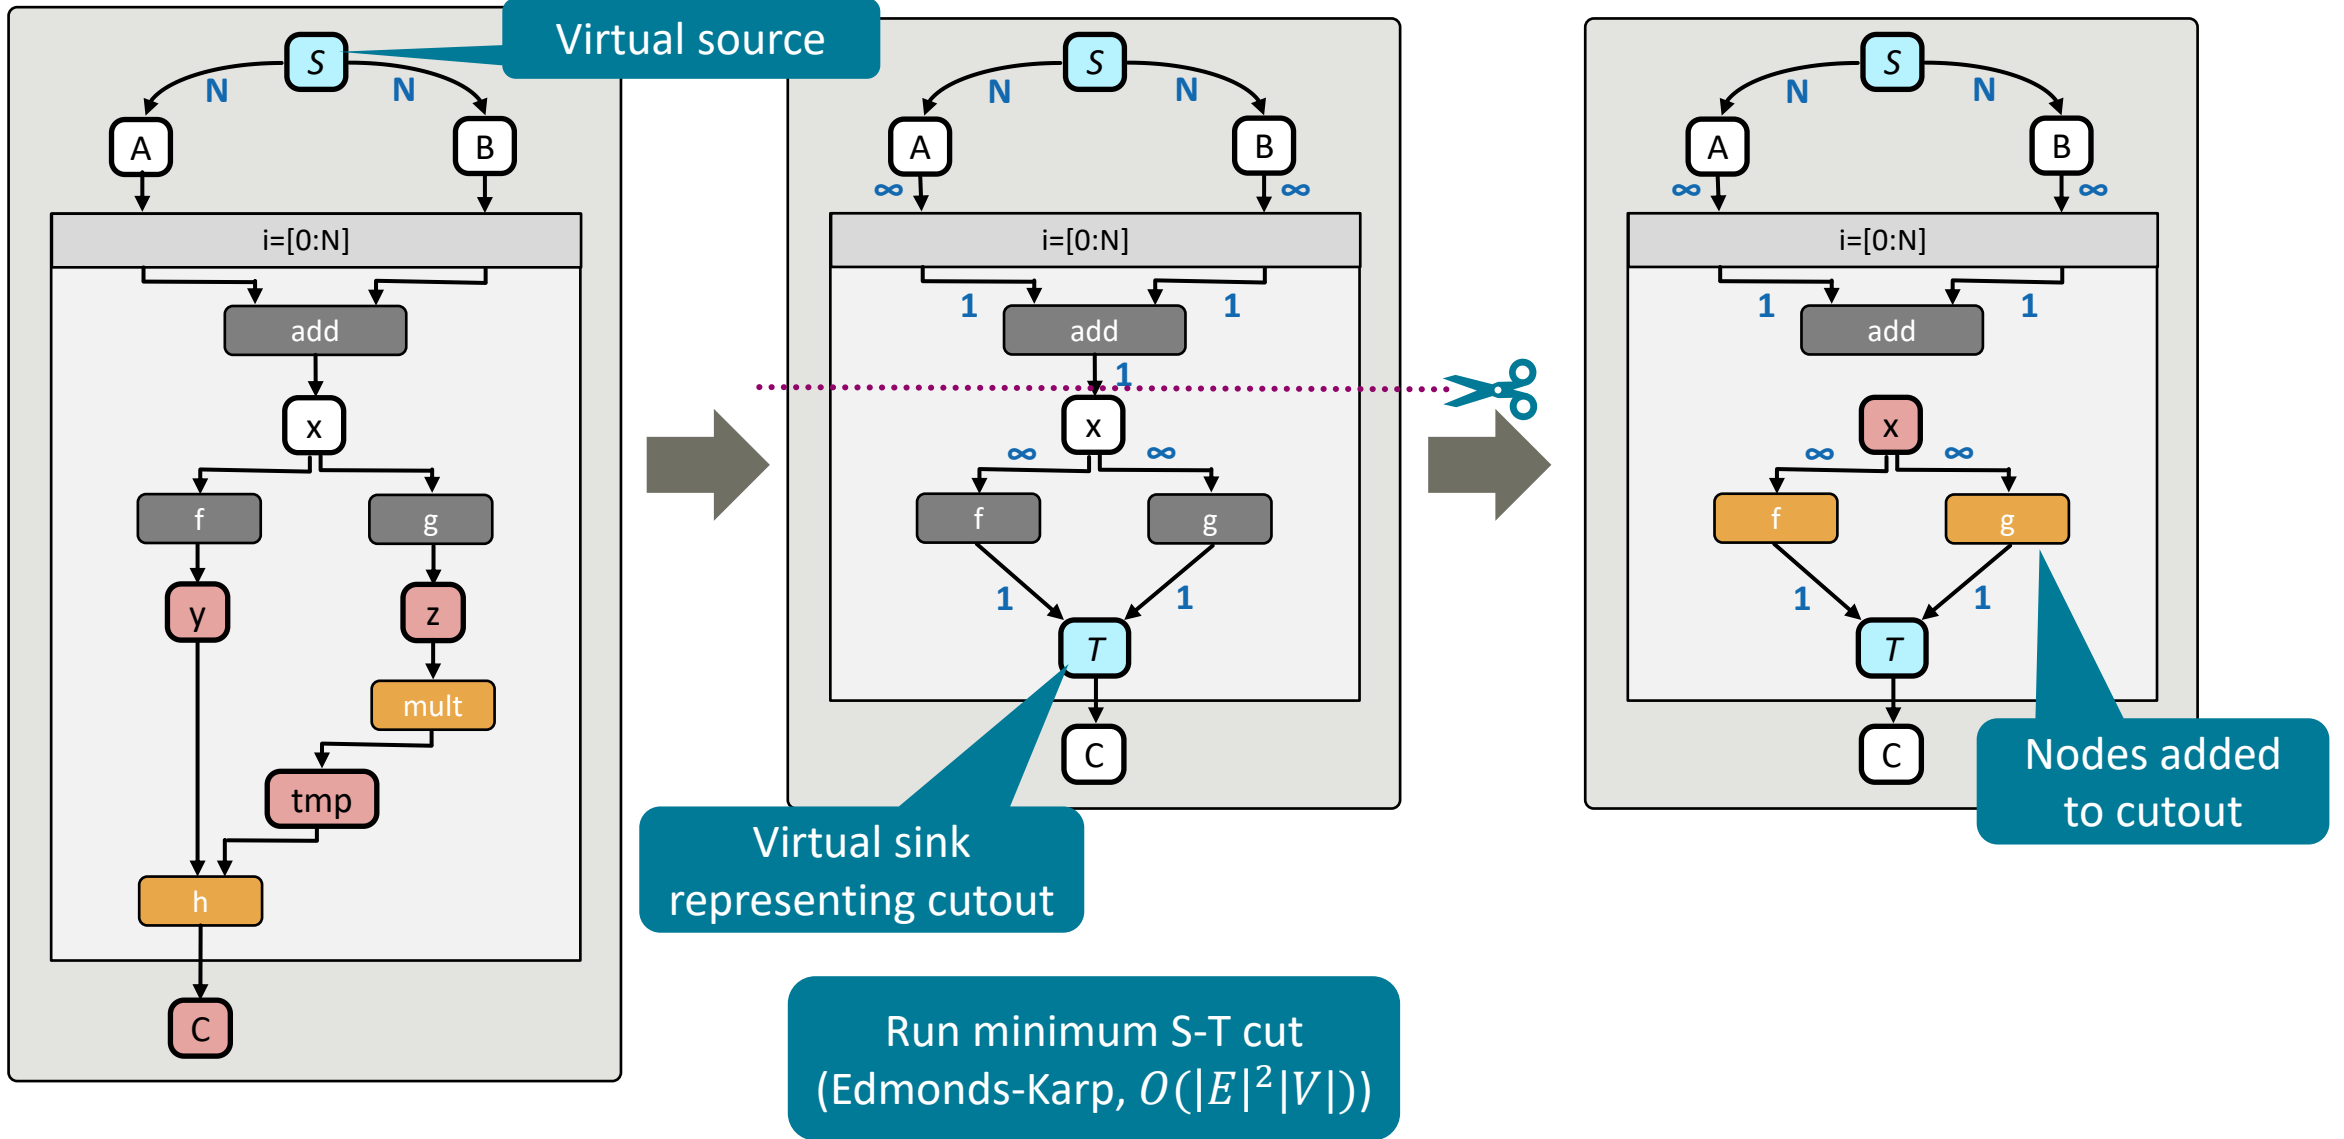 Virtual source
S
N
N
A
B
i=[0:N]
add
x
f
g
y
z
mult
tmp
h
C
S
N
N
A
B
∞
∞
i=[0:N]
1
1
add
1
x
∞
∞
f
g
1
1
T
C
Virtual sink
representing cutout
Run minimum S-T cut
(Edmonds-Karp, O(|E|²|V|))
S
N
N
A
B
∞
∞
i=[0:N]
1
1
add
x
∞
∞
f
g
1
1
T
C
Nodes added
to cutout